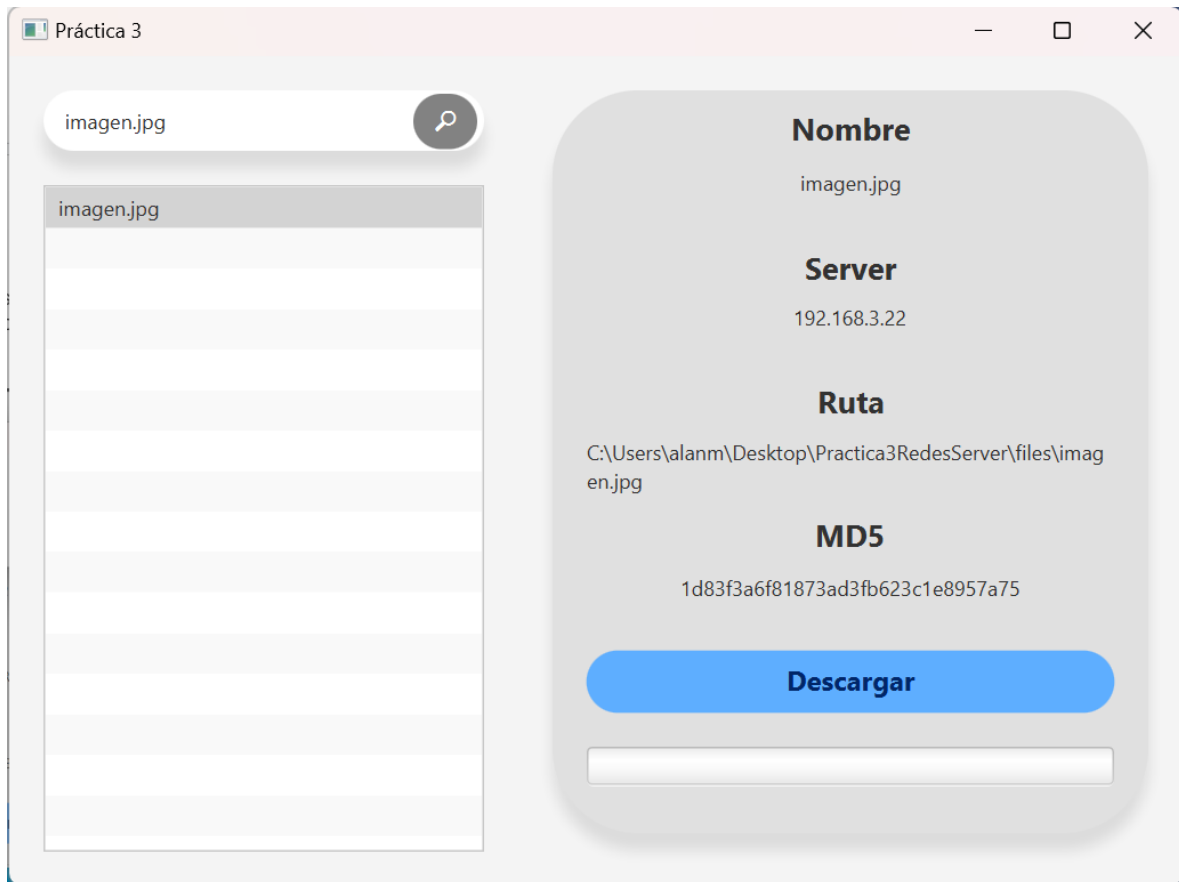 Práctica 3
imagen.jpg
imagen.jpg
Nombre
imagen.jpg
Server
192.168.3.22
Ruta
C:\Users\alanm\Desktop\Practica3RedesServer\files\imag
en.jpg
MD5
1d83f3a6f81873ad3fb623c1e8957a75
Descargar